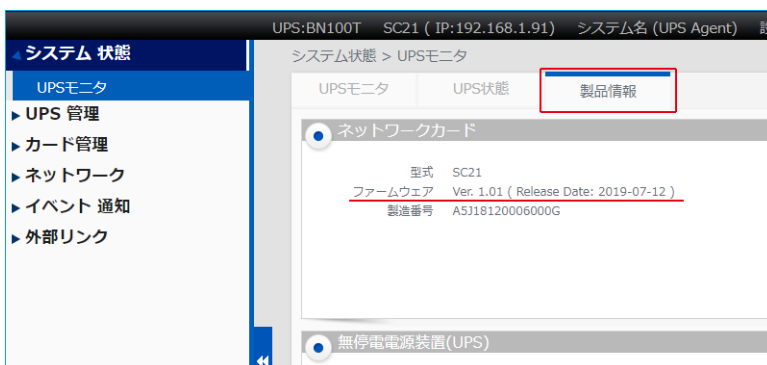 UPS:BN100T SC21 ( IP:192.168.1.91) システム名 (UPS Agent)
システム 状態
システム状態 > UPSモニタ
UPSモニタ
UPSモニタ UPS状態 製品情報
UPS 管理
カード管理
ネットワーク
イベント 通知
外部リンク
ネットワークカード
型式 SC21
ファームウエア Ver. 1.01 ( Release Date: 2019-07-12 )
製造番号 A5J18120006000G
無停電電源装置(UPS)